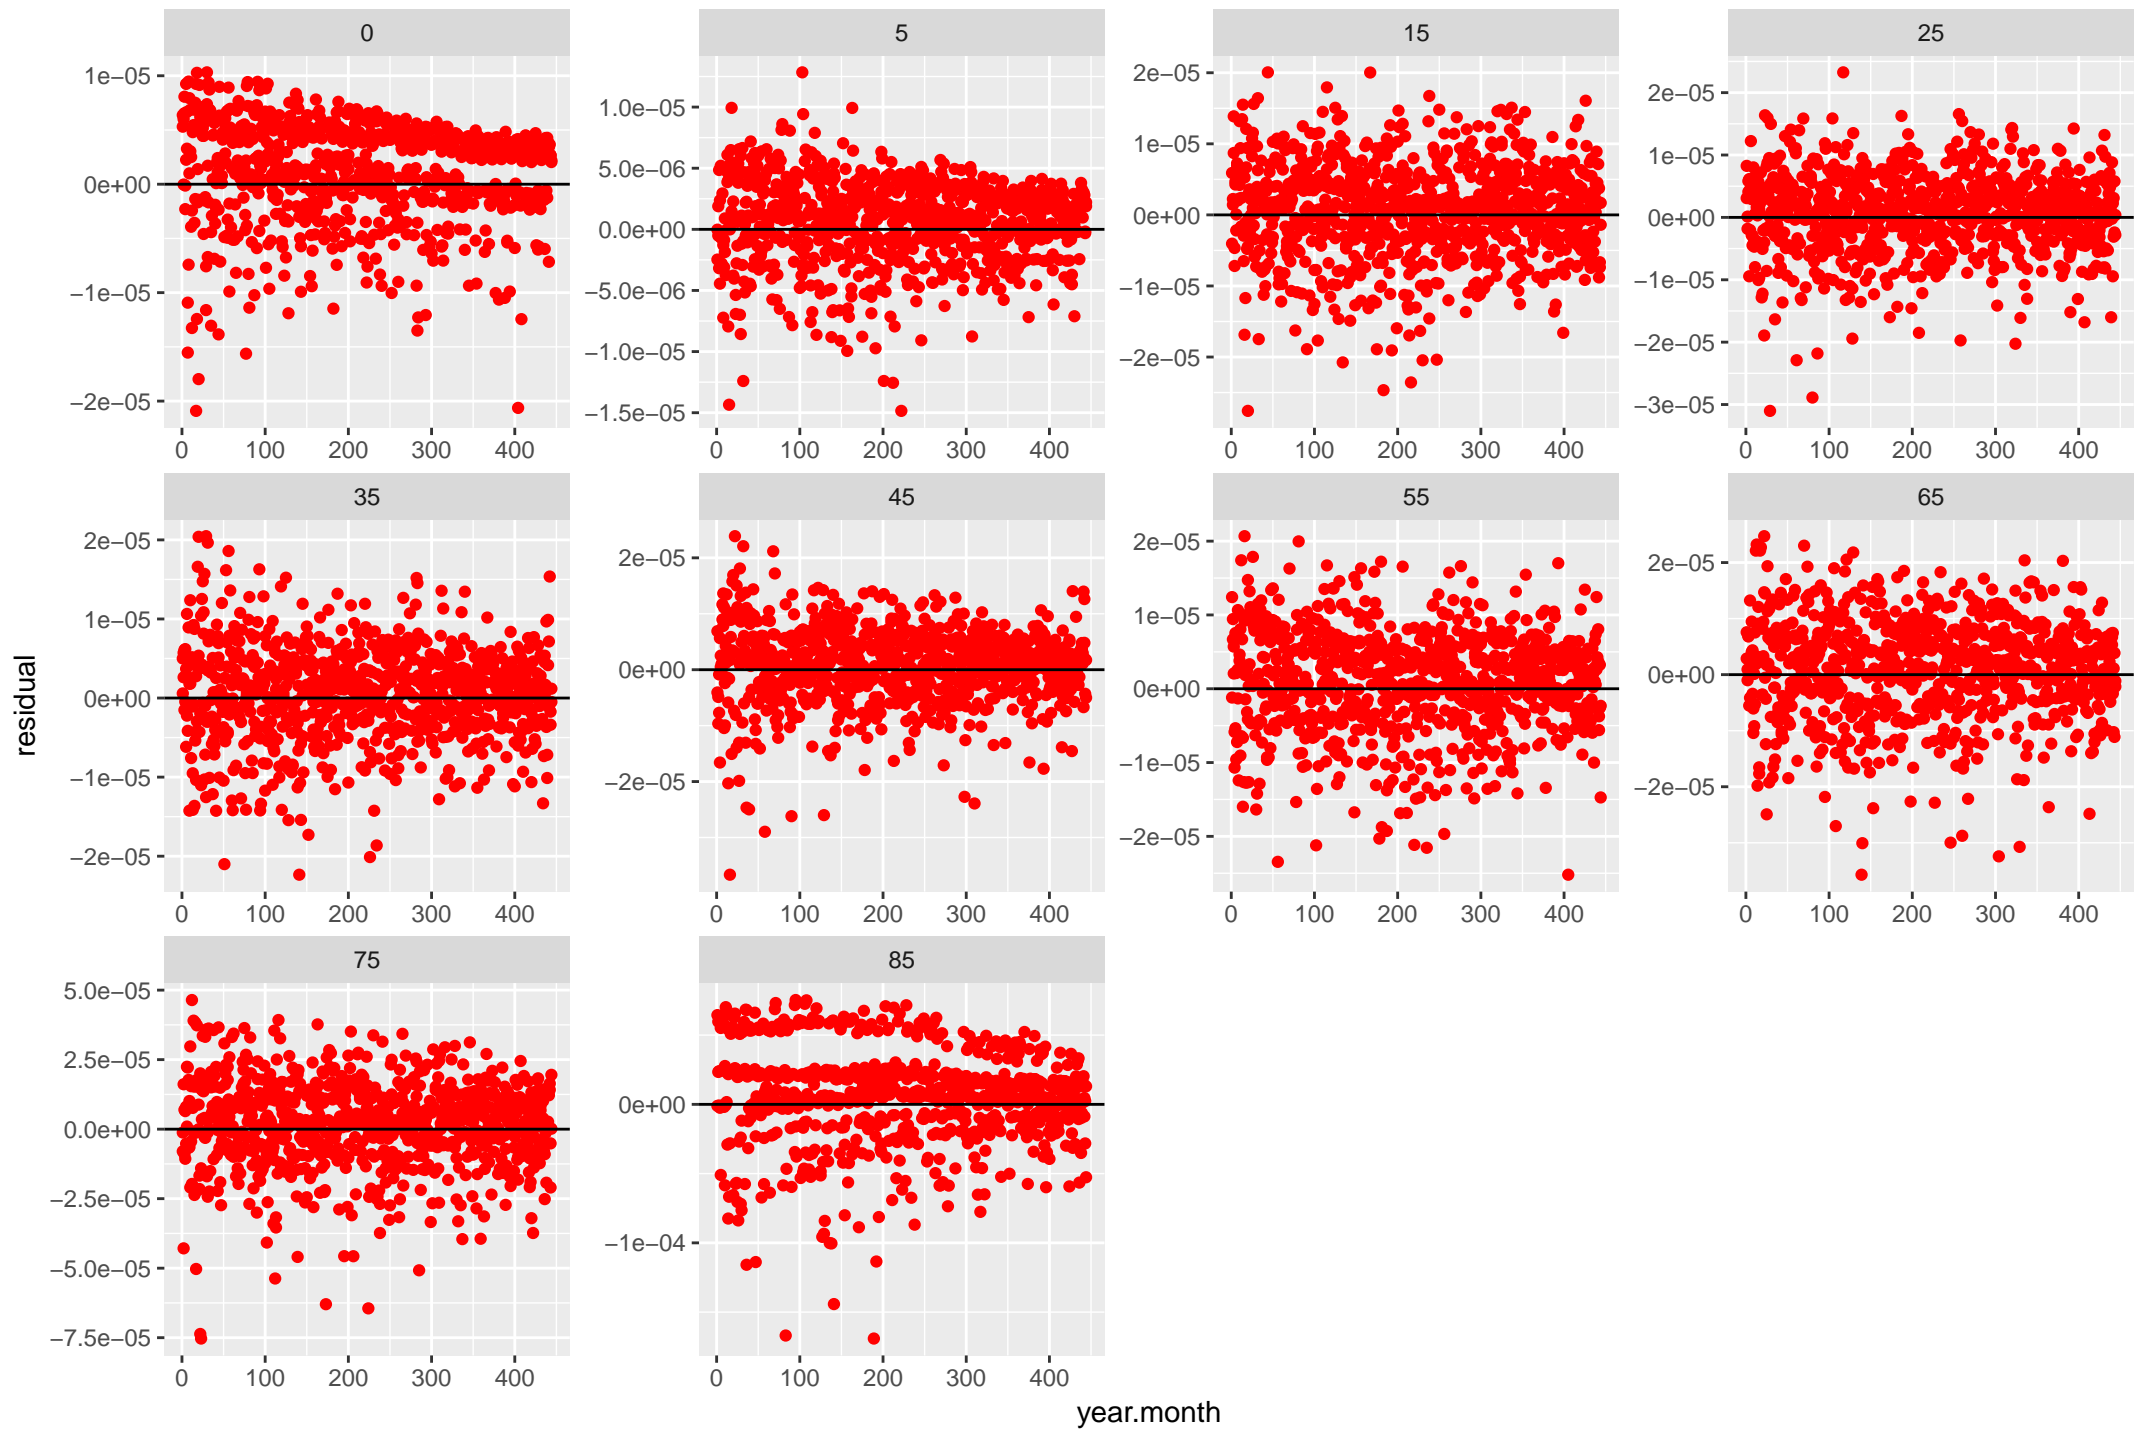 0 5 15 25
1e−05
0e+00
−1e−05
−2e−05
1.0e−05
5.0e−06
0.0e+00
−5.0e−06
−1.0e−05
−1.5e−05
2e−05
1e−05
0e+00
−1e−05
−2e−05
2e−05
1e−05
0e+00
−1e−05
−2e−05
−3e−05
0 100 200 300 400 0 100 200 300 400 0 100 200 300 400 0 100 200 300 400
35 45 55 65
2e−05
1e−05
0e+00
−1e−05
−2e−05
2e−05
0e+00
−2e−05
2e−05
1e−05
0e+00
−1e−05
−2e−05
2e−05
0e+00
−2e−05
0 100 200 300 400 0 100 200 300 400 0 100 200 300 400 0 100 200 300 400
residual
75 85
5.0e−05
2.5e−05
0.0e+00
−2.5e−05
−5.0e−05
−7.5e−05
0e+00
−1e−04
0 100 200 300 400 0 100 200 300 400
year.month